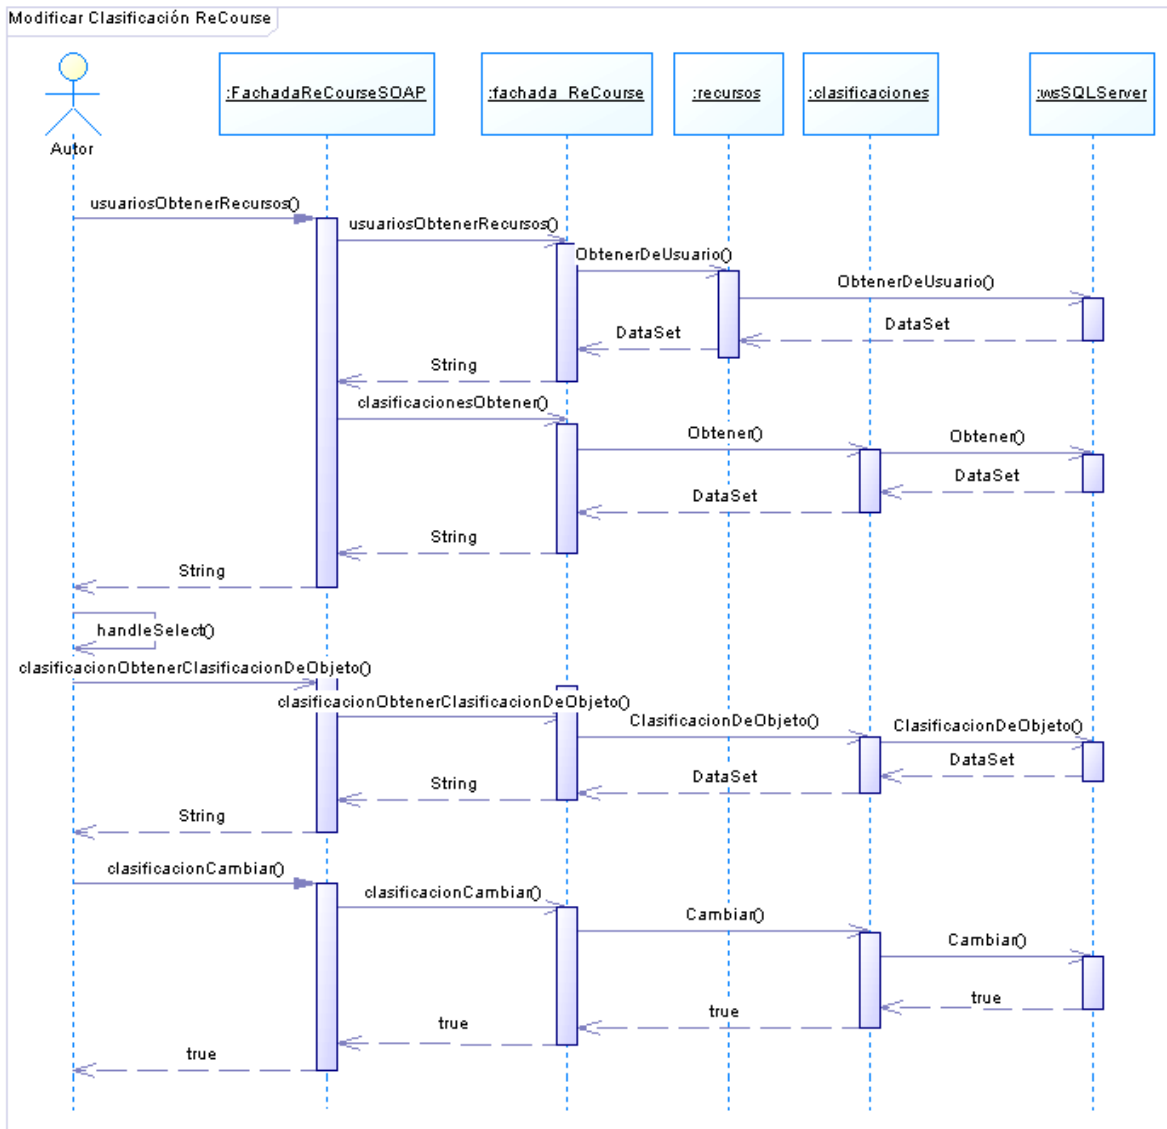 Modificar Clasificación ReCourse
:FachadaReCourseSOAP
:fachada_ReCourse
:recursos
:clasificaciones
:wsSQLServer
Autor
usuariosObtenerRecursos()
usuariosObtenerRecursos()
ObtenerDeUsuario()
ObtenerDeUsuario()
DataSet
DataSet
String
clasificacionesObtener()
Obtener()
Obtener()
DataSet
DataSet
String
String
handleSelect()
clasificacionObtenerClasificacionDeObjeto()
clasificacionObtenerClasificacionDeObjeto()
ClasificacionDeObjeto()
ClasificacionDeObjeto()
DataSet
DataSet
String
String
clasificacionCambiar()
clasificacionCambiar()
Cambiar()
Cambiar()
true
true
true
true